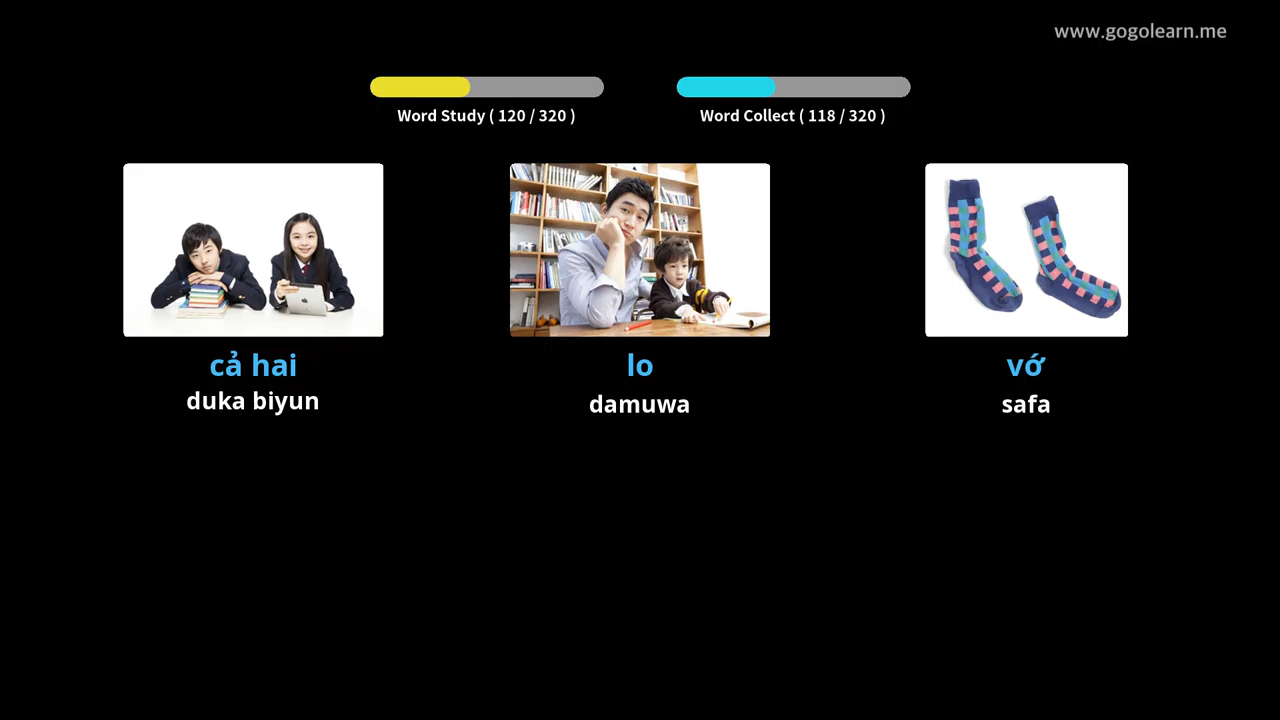 www.gogolearn.me
Word Study ( 120 / 320 )
Word Collect ( 118 / 320 )
cả hai
duka biyun
lo
damuwa
vớ
safa